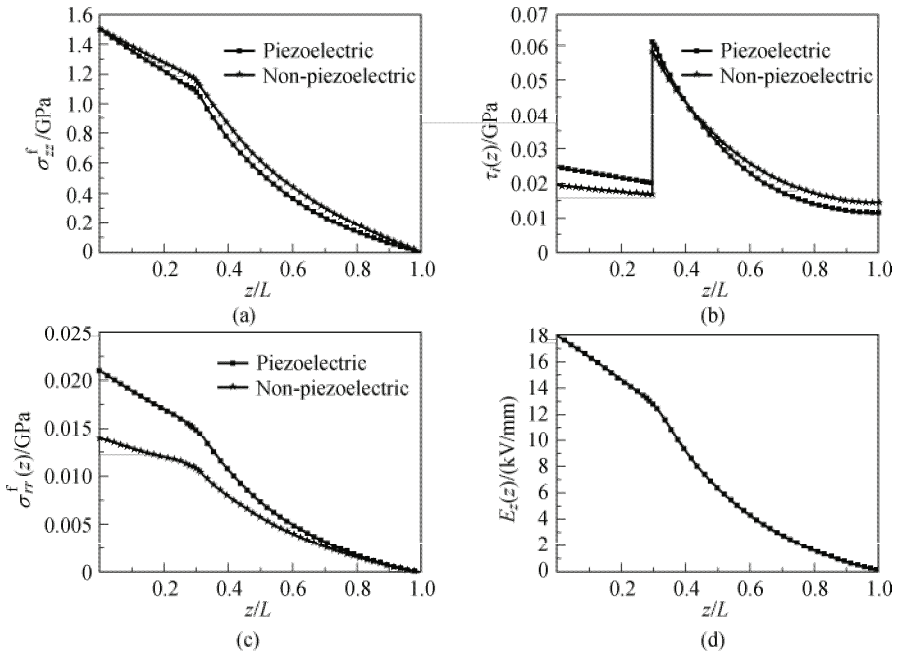 1.6
1.4
1.2
1.0
0.8
0.6
0.4
0.2
0
σ_zz^f /GPa
Piezoelectric
Non-piezoelectric
0.2 0.4 0.6 0.8 1.0
z/L
(a)
0.07
0.06
0.05
0.04
0.03
0.02
0.01
0
τ_i(z)/GPa
Piezoelectric
Non-piezoelectric
0.2 0.4 0.6 0.8 1.0
z/L
(b)
0.025
0.020
0.015
0.010
0.005
0
σ_rr^f (z)/GPa
Piezoelectric
Non-piezoelectric
0.2 0.4 0.6 0.8 1.0
z/L
(c)
18
16
14
12
10
8
6
4
2
0
E_z(z)/(kV/mm)
0.2 0.4 0.6 0.8 1.0
z/L
(d)